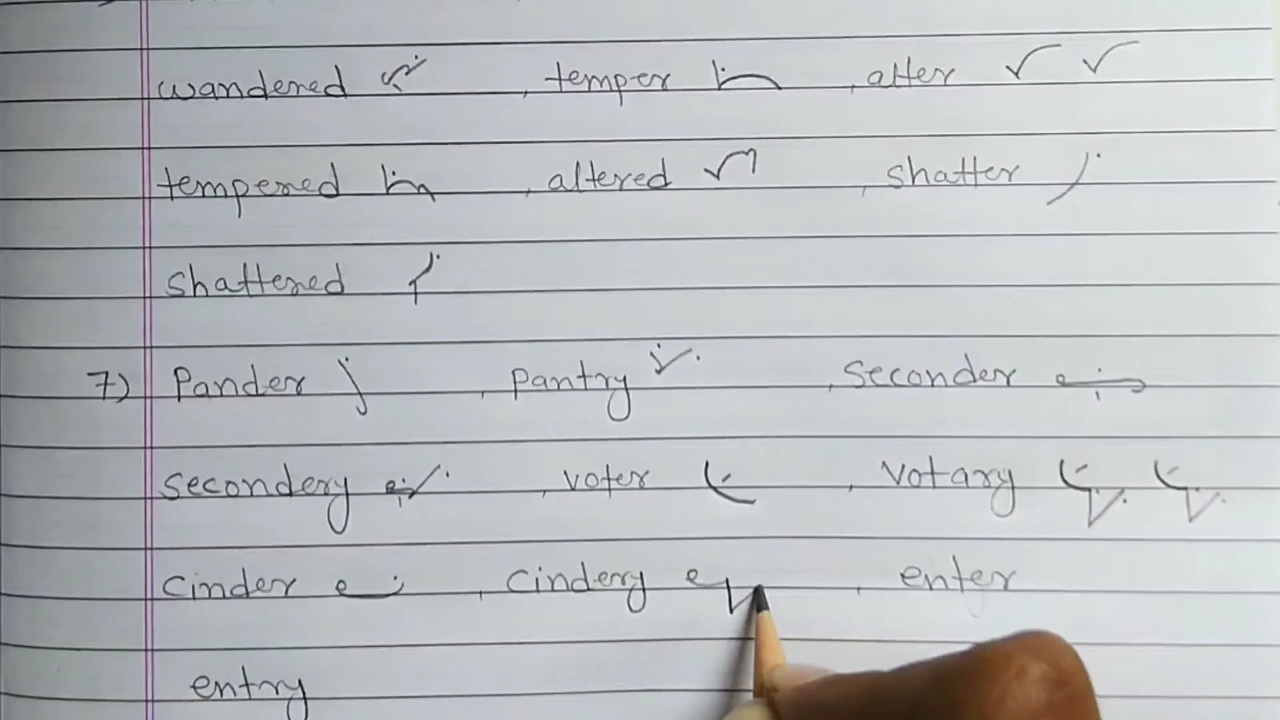 wandered , temper , alter
tempered , altered , shatter
shattered
7) Pander , pantry , seconder
secondery , voter , votary
cinder , cindery , enter
entry